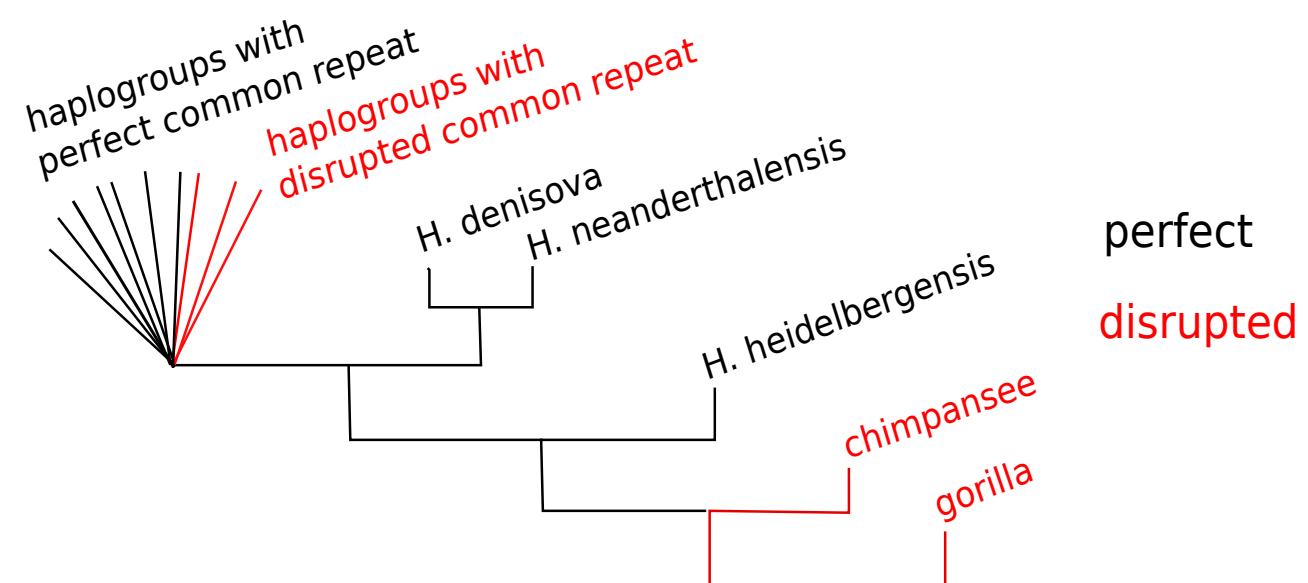 haplogroups with
perfect common repeat
haplogroups with
disrupted common repeat
H. denisova
H. neanderthalensis
H. heidelbergensis
chimpansee
gorilla
perfect
disrupted